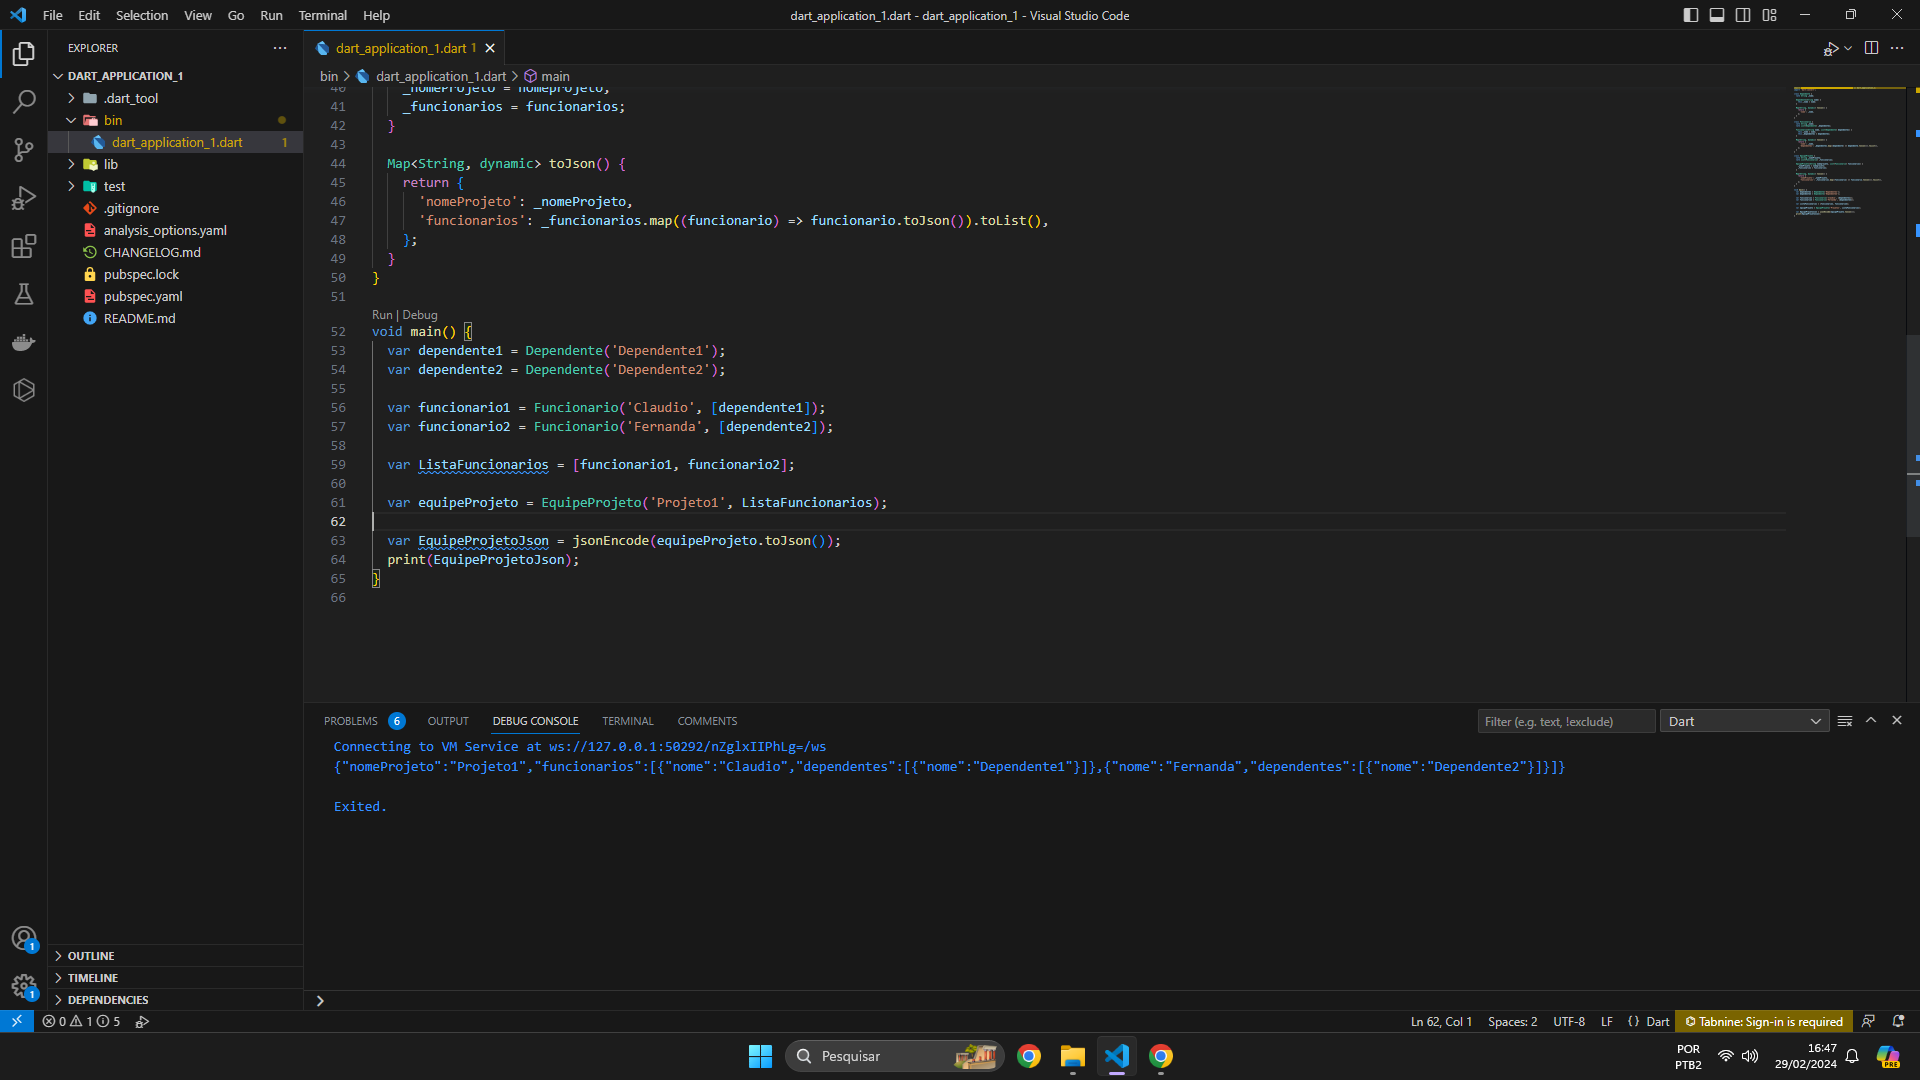 File Edit Selection View Go Run Terminal Help
dart_application_1.dart - dart_application_1 - Visual Studio Code
EXPLORER
DART_APPLICATION_1
.dart_tool
bin
dart_application_1.dart 1
lib
test
.gitignore
analysis_options.yaml
CHANGELOG.md
pubspec.lock
pubspec.yaml
README.md
OUTLINE
TIMELINE
DEPENDENCIES
dart_application_1.dart 1
bin > dart_application_1.dart > main
40 _nomeProjeto = nomeProjeto;
41 _funcionarios = funcionarios;
42 }
43
44 Map<String, dynamic> toJson() {
45 return {
46 'nomeProjeto': _nomeProjeto,
47 'funcionarios': _funcionarios.map((funcionario) => funcionario.toJson()).toList(),
48 };
49 }
50 }
51
Run | Debug
52 void main() {
53 var dependente1 = Dependente('Dependente1');
54 var dependente2 = Dependente('Dependente2');
55
56 var funcionario1 = Funcionario('Claudio', [dependente1]);
57 var funcionario2 = Funcionario('Fernanda', [dependente2]);
58
59 var ListaFuncionarios = [funcionario1, funcionario2];
60
61 var equipeProjeto = EquipeProjeto('Projeto1', ListaFuncionarios);
62
63 var EquipeProjetoJson = jsonEncode(equipeProjeto.toJson());
64 print(EquipeProjetoJson);
65 }
66
PROBLEMS 6 OUTPUT DEBUG CONSOLE TERMINAL COMMENTS
Filter (e.g. text, !exclude) Dart
Connecting to VM Service at ws://127.0.0.1:50292/nZglxIIPhLg=/ws
{"nomeProjeto":"Projeto1","funcionarios":[{"nome":"Claudio","dependentes":[{"nome":"Dependente1"}]},{"nome":"Fernanda","dependentes":[{"nome":"Dependente2"}]}]}
Exited.
1
1
0 1 5
Ln 62, Col 1 Spaces: 2 UTF-8 LF {} Dart Tabnine: Sign-in is required
Pesquisar
POR
PTB2
16:47
29/02/2024
PRE